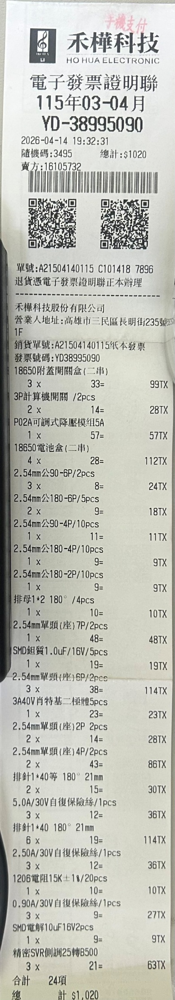 手機支付
禾樺科技
HO HUA ELECTRONIC
電子發票證明聯
115年03-04月
YD-38995090
2026-04-14 19:32:31
隨機碼:3495 總計:$1020
賣方:16105732
單號:A21504140115 C101418 7896
退貨憑電子發票證明聯正本辦理
--------------------------------
禾樺科技股份有限公司
營業人地址:高雄市三民區長明街235號
1F
銷貨單號:A21504140115紙本發票
發票號碼:YD38995090
18650附蓋開關盒(二串)
3 x 33= 99TX
3P計算機開關 /2pcs
2 x 14= 28TX
P02A可調式降壓模組5A
1 x 57= 57TX
18650電池盒(二串)
4 x 28= 112TX
2.54mm公90-6P/2pcs
3 x 8= 24TX
2.54mm公180-6P/5pcs
2 x 9= 18TX
2.54mm公90-4P/10pcs
1 x 11= 11TX
2.54mm公180-4P/10pcs
1 x 9= 9TX
2.54mm公180-2P/10pcs
1 x 9= 9TX
排母1*2 180° /4pcs
1 x 10= 10TX
2.54mm單頭(座)7P/2pcs
1 x 48= 48TX
SMD鉭質1.0uF/16V/5pcs
1 x 19= 19TX
2.54mm單頭(座)6P/2pcs
3 x 38= 114TX
3A40V肖特基二極體5pcs
1 x 23= 23TX
2.54mm單頭(座)2P 2pcs
2 x 14= 28TX
2.54mm單頭(座)4P/2pcs
2 x 43= 86TX
排針1*40等 180° 21mm
2 x 15= 30TX
5.0A/30V自復保險絲/1pcs
3 x 12= 36TX
排針1*40 180° 21mm
6 x 19= 114TX
2.50A/30V自復保險絲/1pcs
3 x 12= 36TX
1206電阻15K±1%/20pcs
1 x 10= 10TX
0.90A/30V自復保險絲/1pcs
3 x 9= 27TX
SMD電解10uF16V2pcs
1 x 9= 9TX
精密SVR側調25轉B500
3 x 21= 63TX
合計 24項
總 計 $1,020